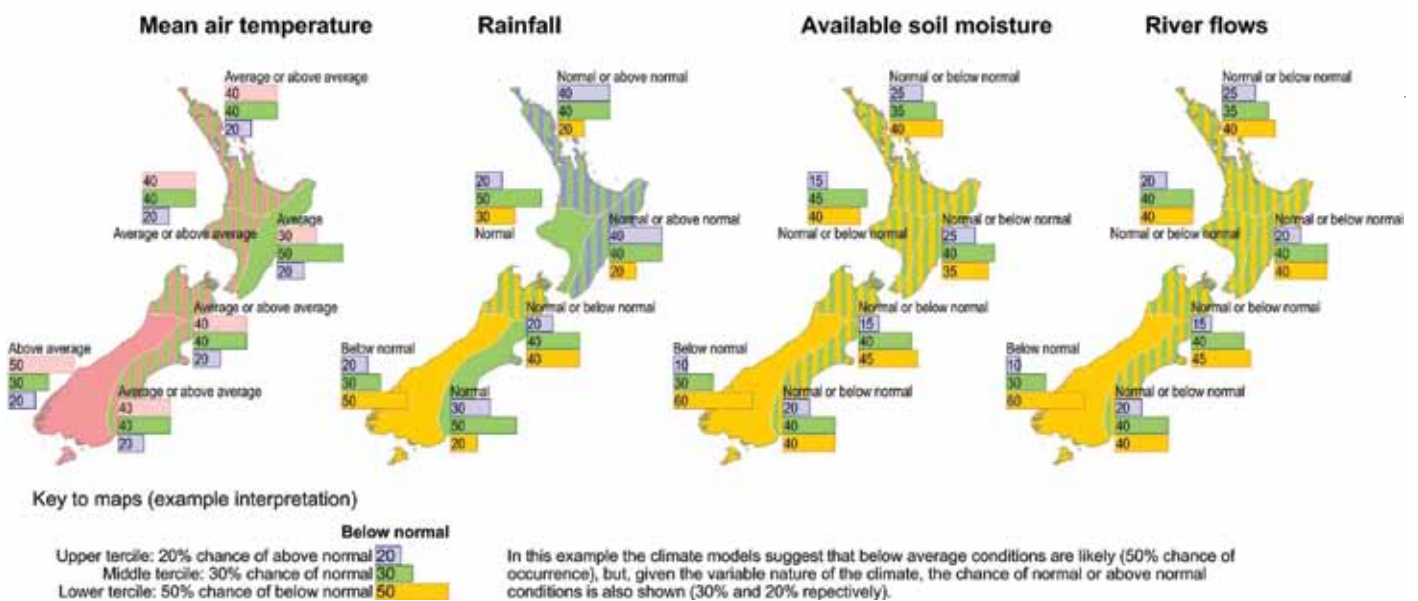 Mean air temperature
Average or above average
40
40
20
40
40
20
Average or above average
Average
30
50
20
Average or above average
40
40
20
Above average
50
30
20
Average or above average
40
40
20
Rainfall
Normal or above normal
40
40
20
20
50
30
Normal
Normal or above normal
40
40
20
Normal or below normal
20
40
40
Below normal
20
30
50
Normal
30
50
20
Available soil moisture
Normal or below normal
25
35
40
15
45
40
Normal or below normal
Normal or below normal
25
40
35
Normal or below normal
15
40
45
Below normal
10
30
60
Normal or below normal
20
40
40
River flows
Normal or below normal
25
35
40
20
40
40
Normal or below normal
Normal or below normal
20
40
40
Normal or below normal
15
40
45
Below normal
10
30
60
Normal or below normal
20
40
40
Key to maps (example interpretation)
Below normal
Upper tercile: 20% chance of above normal 20
Middle tercile: 30% chance of normal 30
Lower tercile: 50% chance of below normal 50
In this example the climate models suggest that below average conditions are likely (50% chance of
occurrence), but, given the variable nature of the climate, the chance of normal or above normal
conditions is also shown (30% and 20% repectively).